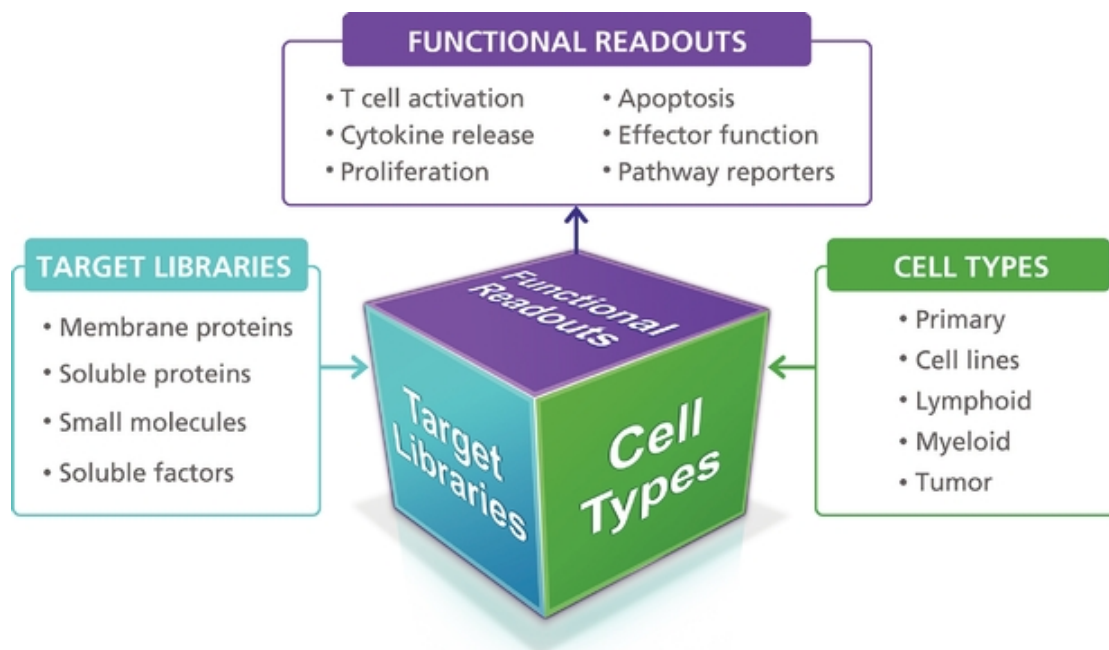 FUNCTIONAL READOUTS
• T cell activation
• Cytokine release
• Proliferation
• Apoptosis
• Effector function
• Pathway reporters
TARGET LIBRARIES
• Membrane proteins
• Soluble proteins
• Small molecules
• Soluble factors
Functional
Readouts
Target
Libraries
Cell
Types
CELL TYPES
• Primary
• Cell lines
• Lymphoid
• Myeloid
• Tumor